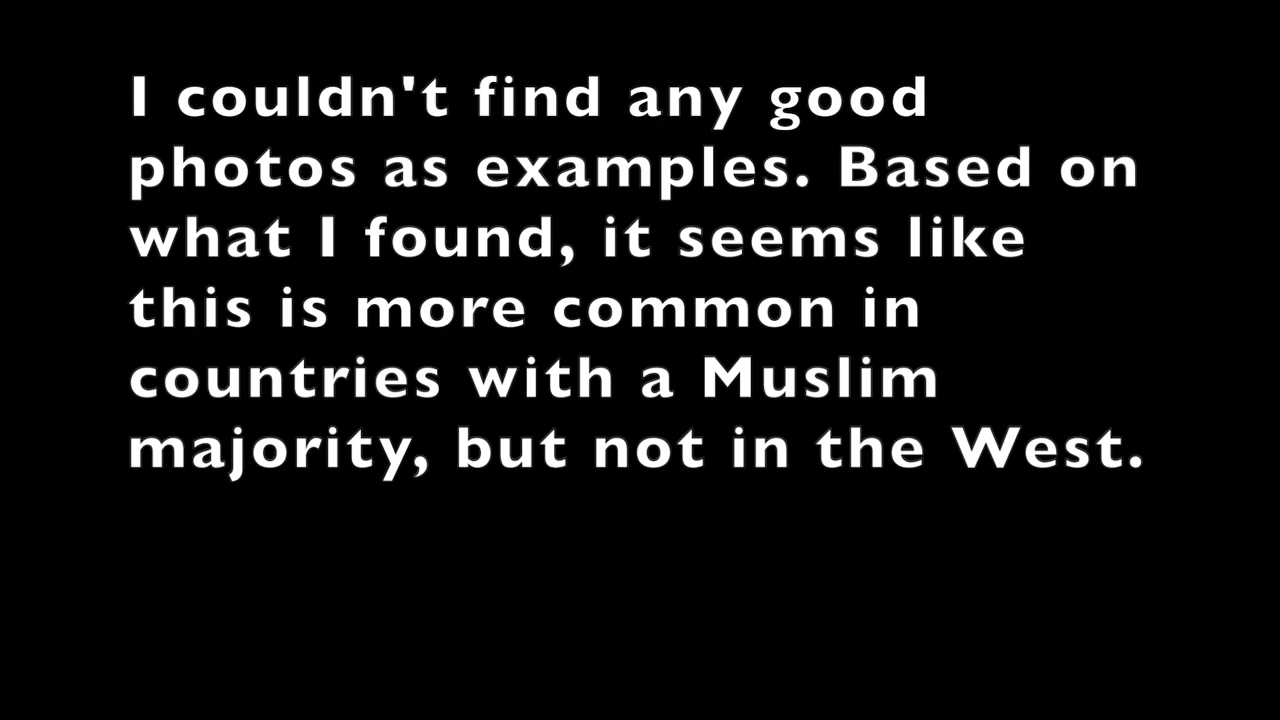 I couldn't find any good
photos as examples. Based on
what I found, it seems like
this is more common in
countries with a Muslim
majority, but not in the West.